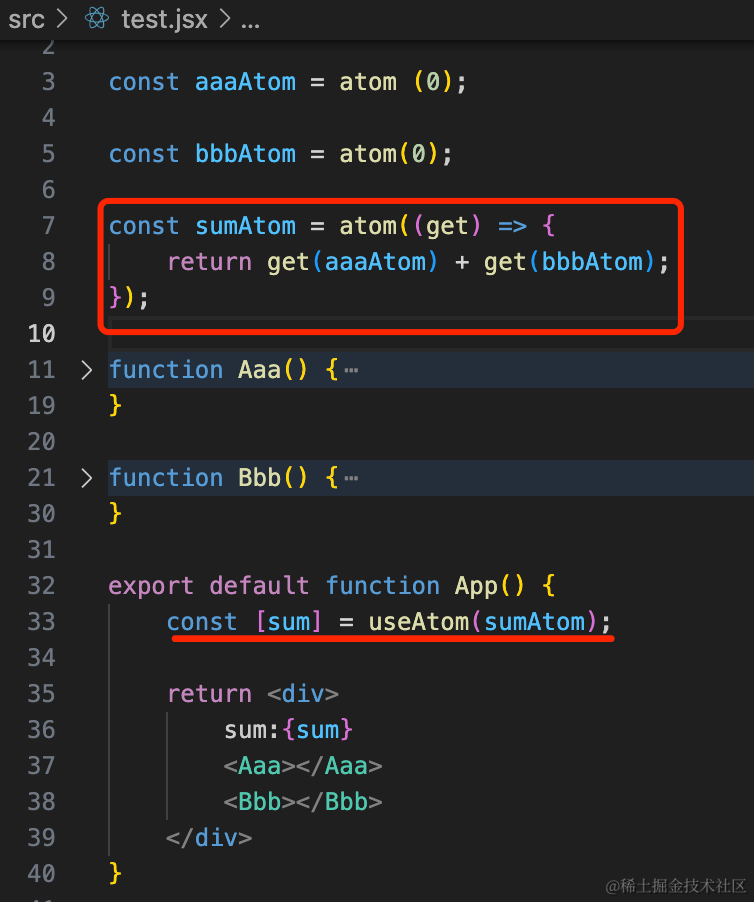 src > test.jsx > ...
2
3 const aaaAtom = atom (0);
4
5 const bbbAtom = atom(0);
6
7 const sumAtom = atom((get) => {
8     return get(aaaAtom) + get(bbbAtom);
9 });
10
11 > function Aaa() { ⋯
19 }
20
21 > function Bbb() { ⋯
30 }
31
32 export default function App() {
33     const [sum] = useAtom(sumAtom);
34
35     return <div>
36         sum:{sum}
37         <Aaa></Aaa>
38         <Bbb></Bbb>
39     </div>
40 }
41
@稀土掘金技术社区